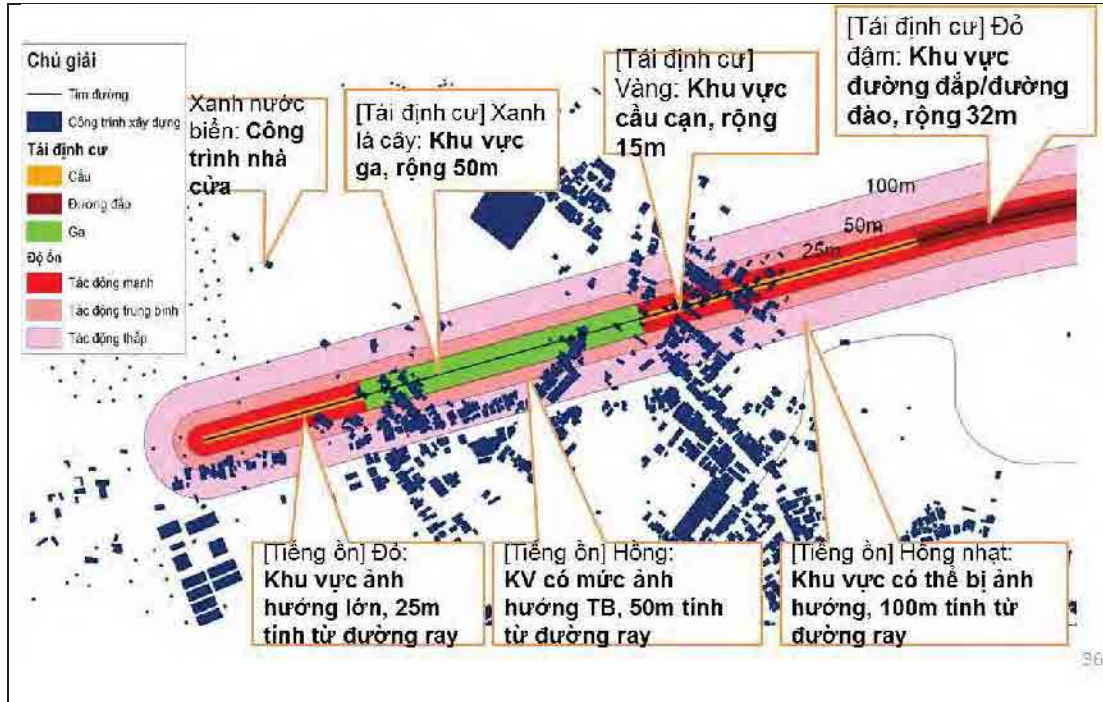 Chú giải
Tim đường
Công trình xây dựng
Tái định cư
Cầu
Đường đắp
Ga
Độ ồn
Tác động mạnh
Tác động trung bình
Tác động thấp
Xanh nước
biển: Công
trình nhà
cửa
[Tái định cư] Xanh
lá cây: Khu vực
ga, rộng 50m
[Tái định cư]
Vàng: Khu vực
cầu cạn, rộng
15m
[Tái định cư] Đỏ
đậm: Khu vực
đường đắp/đường
đào, rộng 32m
100m
50m
25m
[Tiếng ồn] Đỏ:
Khu vực ảnh
hưởng lớn, 25m
tính từ đường ray
[Tiếng ồn] Hồng:
KV có mức ảnh
hưởng TB, 50m tính
từ đường ray
[Tiếng ồn] Hồng nhạt:
Khu vực có thể bị ảnh
hưởng, 100m tính từ
đường ray
96